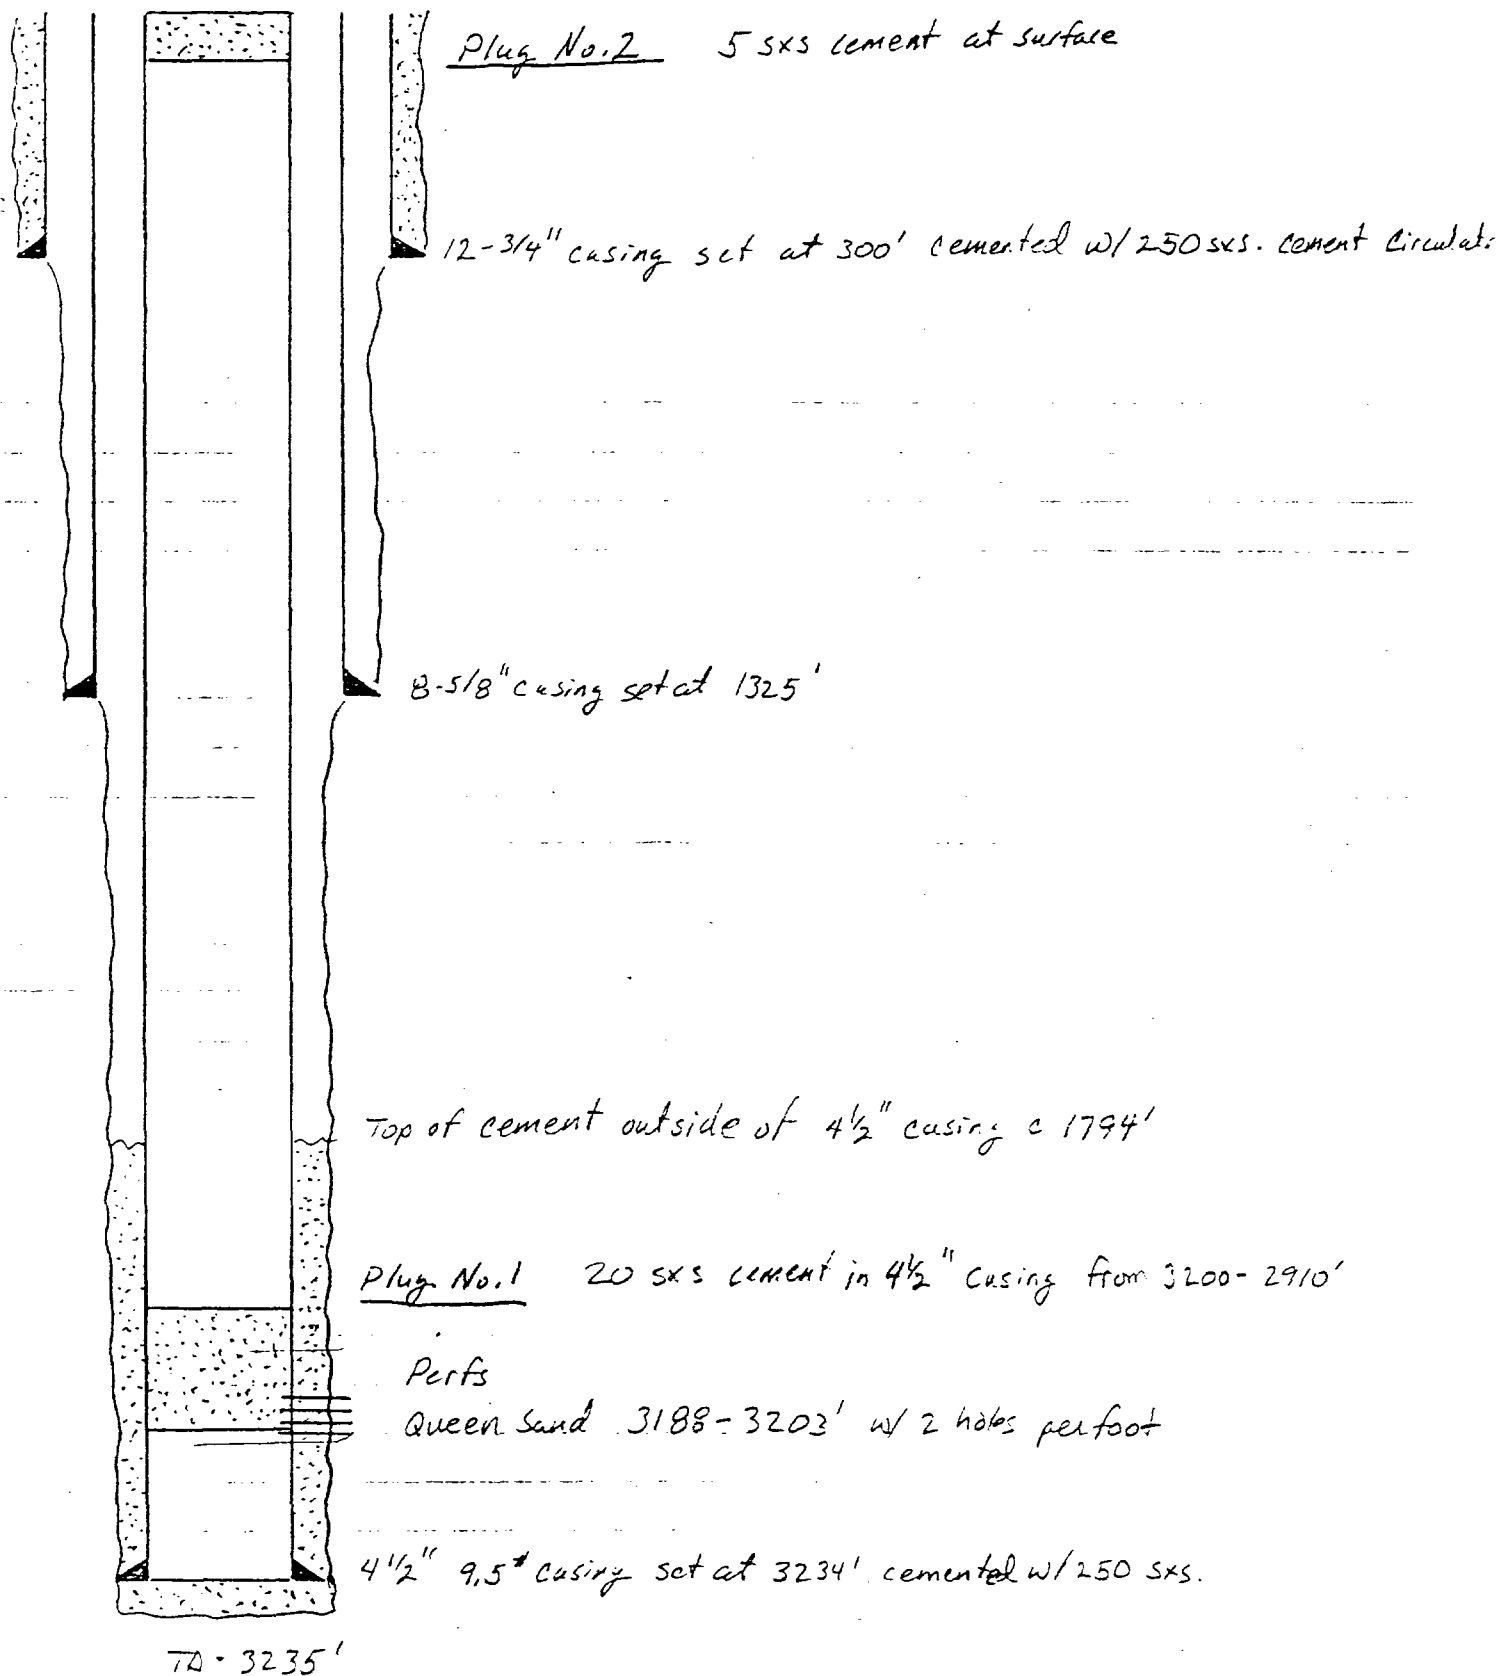 Plug No.2 5 sxs cement at surface
12-3/4" casing set at 300' cemented w/250 sxs. cement Circulat
8-5/8" casing set at 1325'
Top of cement outside of 4½" casing @ 1794'
Plug No.1 20 sxs cement in 4½" Casing from 3200-2910'
Perfs
Queen Sand 3188-3203' w/ 2 holes per foot
4 1/2" 9.5# Casing set at 3234' cemented w/250 sxs.
TD - 3235'